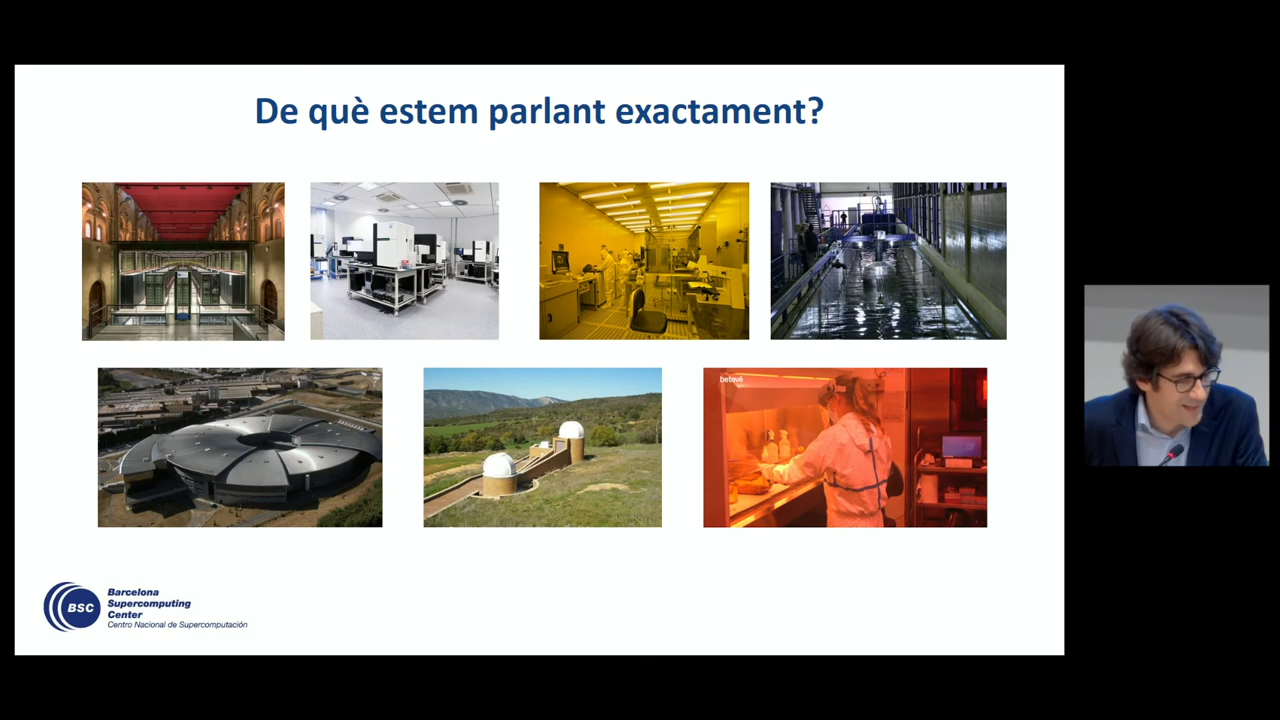 De què estem parlant exactament?
betevé
BSC
Barcelona
Supercomputing
Center
Centro Nacional de Supercomputación